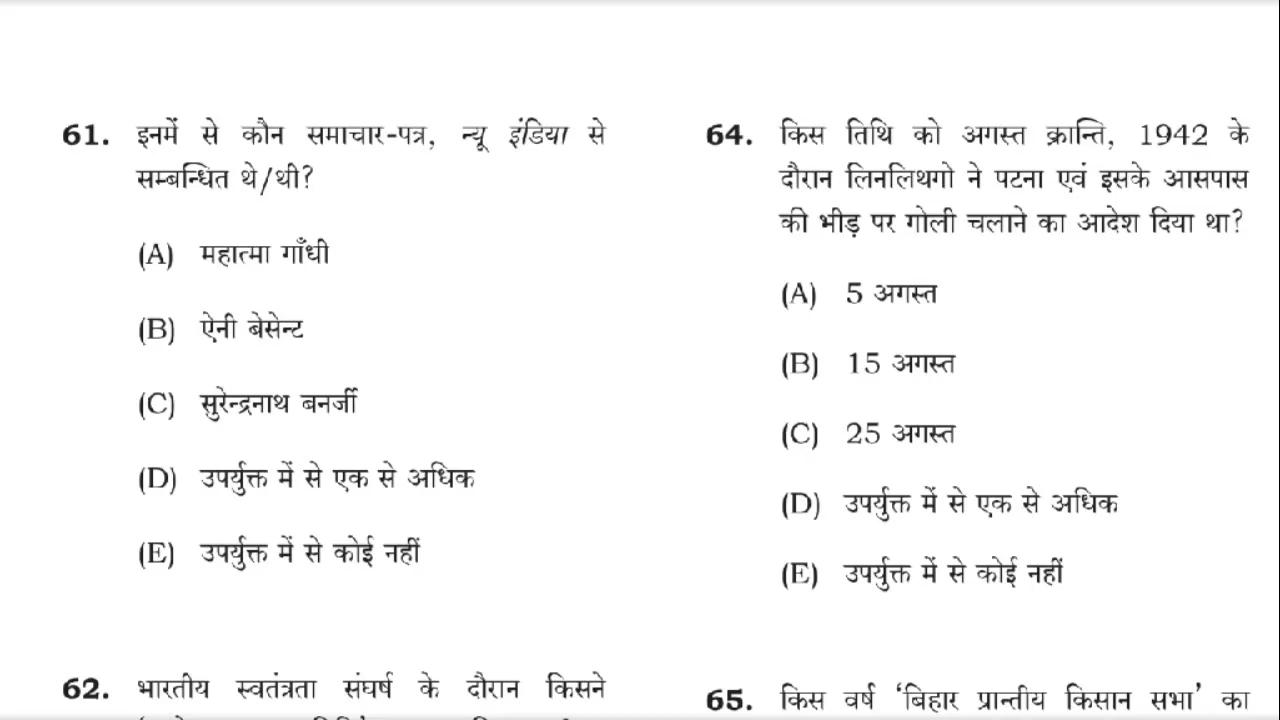 61. इनमें से कौन समाचार-पत्र, न्यू इंडिया से
सम्बन्धित थे/थी?
(A) महात्मा गाँधी
(B) ऐनी बेसेन्ट
(C) सुरेन्द्रनाथ बनर्जी
(D) उपर्युक्त में से एक से अधिक
(E) उपर्युक्त में से कोई नहीं
62. भारतीय स्वतंत्रता संघर्ष के दौरान किसने
64. किस तिथि को अगस्त क्रान्ति, 1942 के
दौरान लिनलिथगो ने पटना एवं इसके आसपास
की भीड़ पर गोली चलाने का आदेश दिया था?
(A) 5 अगस्त
(B) 15 अगस्त
(C) 25 अगस्त
(D) उपर्युक्त में से एक से अधिक
(E) उपर्युक्त में से कोई नहीं
65. किस वर्ष ‘बिहार प्रान्तीय किसान सभा’ का